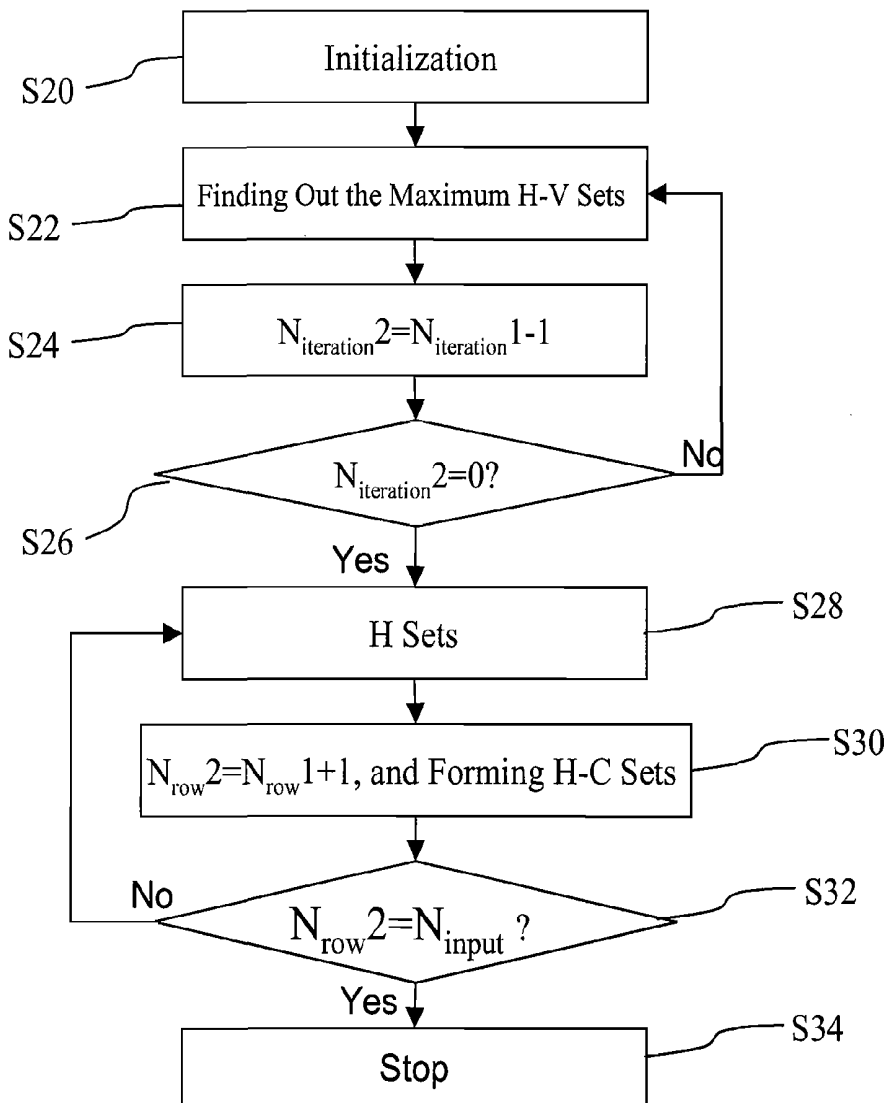 Initialization
S20
Finding Out the Maximum H-V Sets
S22
Niteration2=Niteration1-1
S24
Niteration2=0?
No
S26
Yes
S28
H Sets
S30
Nrow2=Nrow1+1, and Forming H-C Sets
No
S32
Nrow2=Ninput ?
Yes
S34
Stop